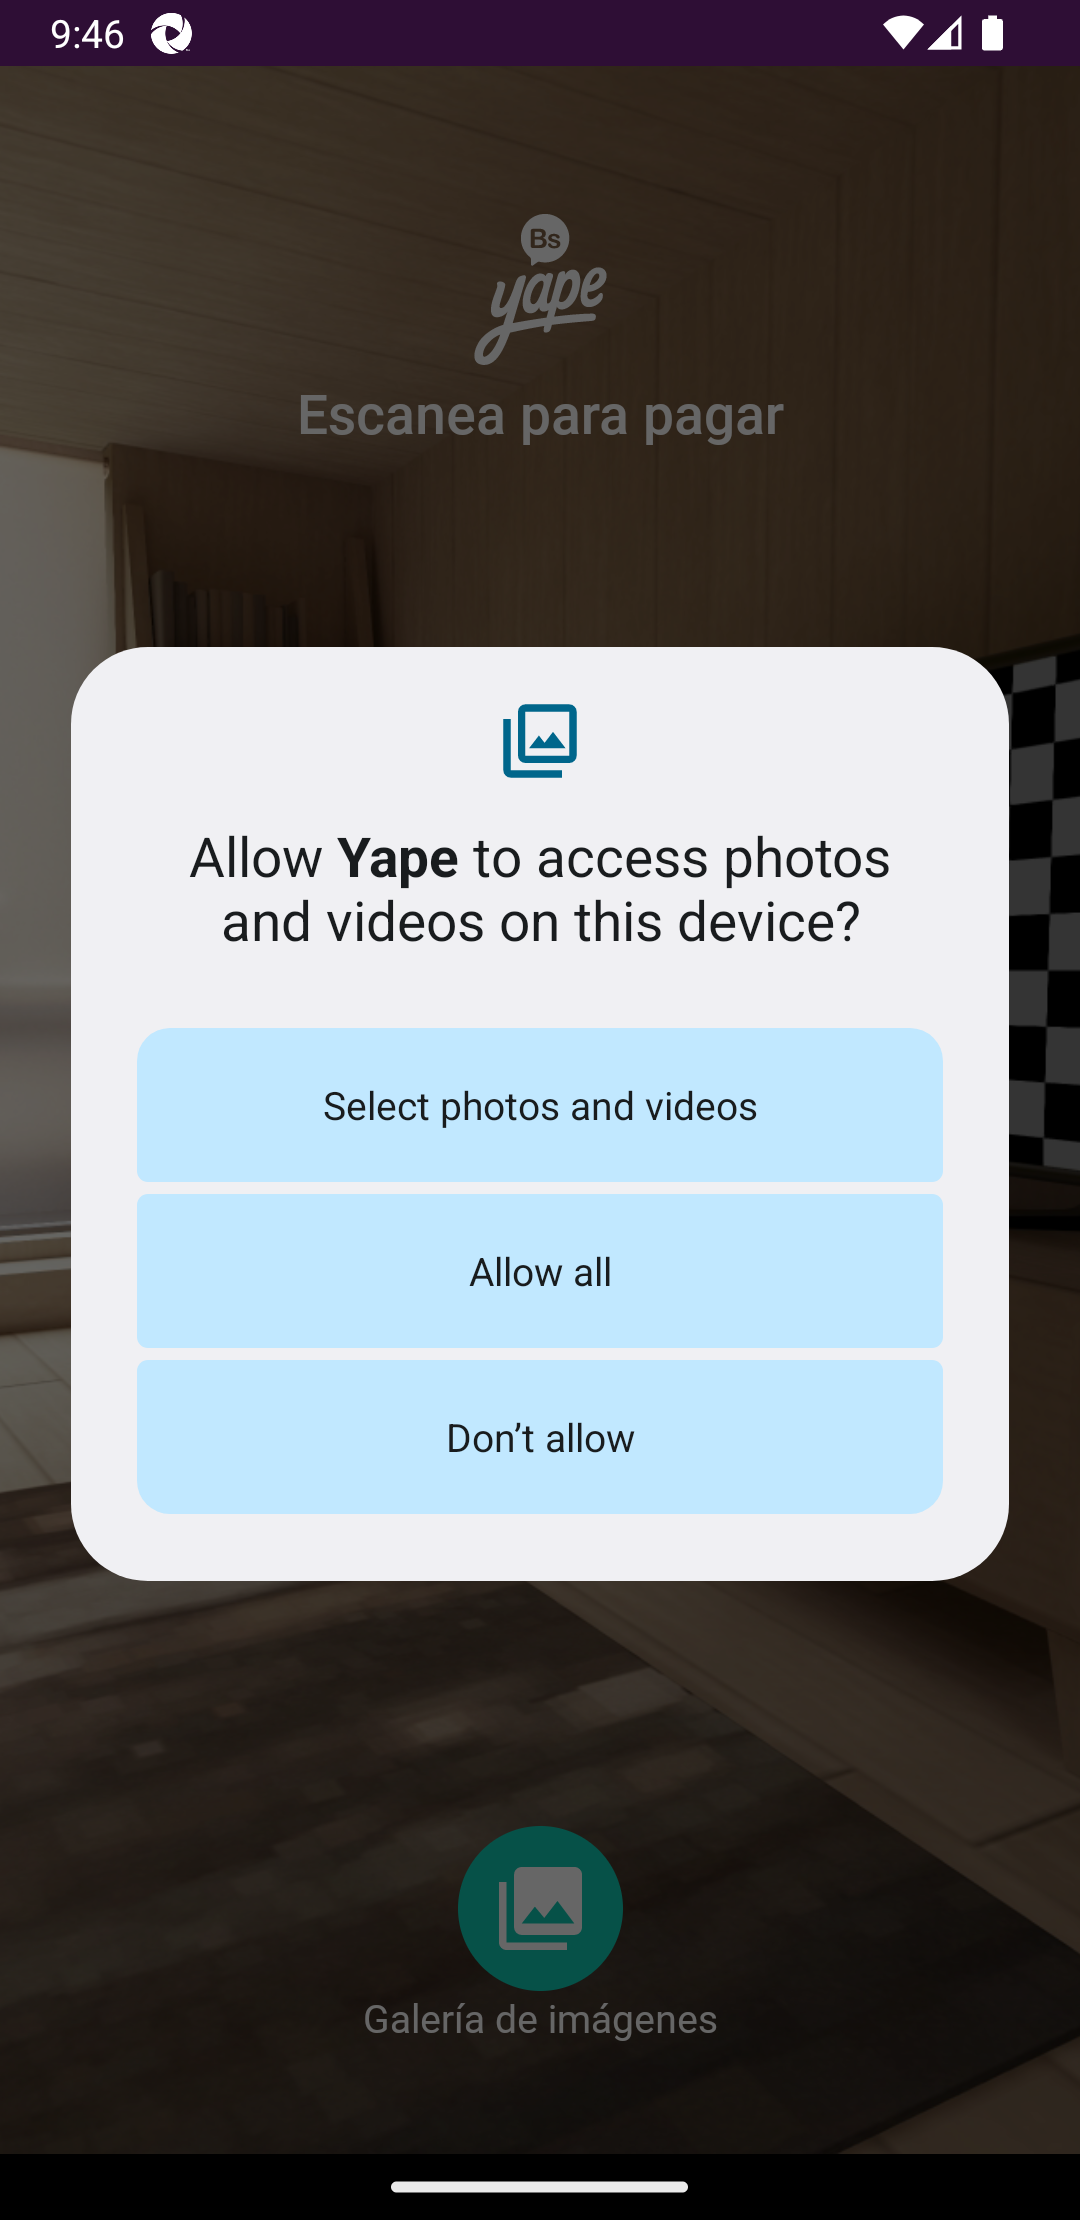 9:46
Bs
yape
Escanea para pagar
Allow Yape to access photos
and videos on this device?
Select photos and videos
Allow all
Don’t allow
Galería de imágenes